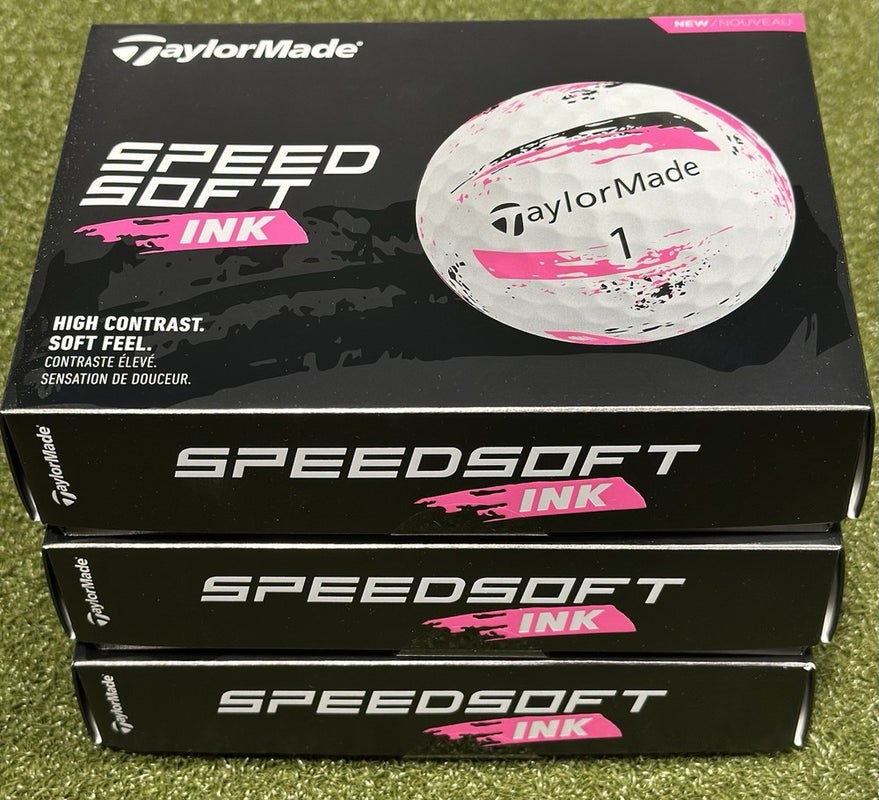 NEW / NOUVEAU
TaylorMade
SPEED
SOFT
INK
TaylorMade
1
HIGH CONTRAST.
SOFT FEEL.
CONTRASTE ÉLEVÉ.
SENSATION DE DOUCEUR.
TaylorMade
SPEEDSOFT
INK
TaylorMade
SPEEDSOFT
INK
TaylorMade
SPEEDSOFT
INK